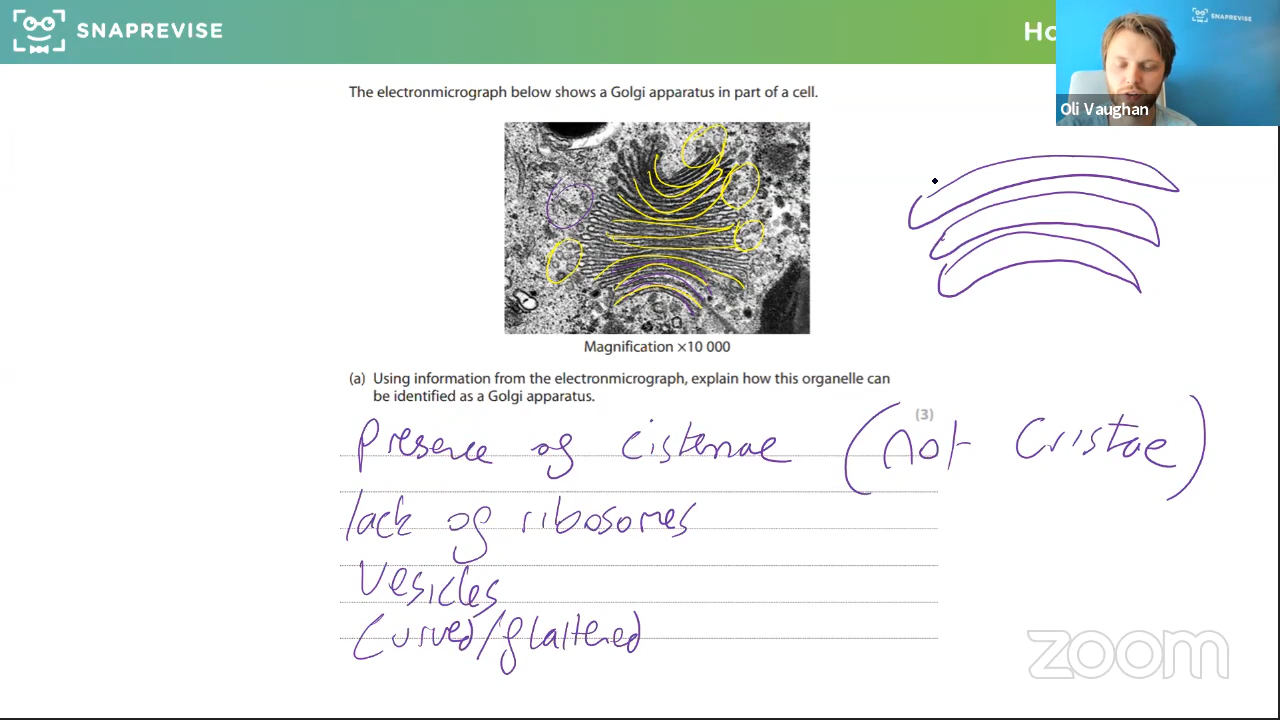 SNAPREVISE
Ho
SNAPREVISE
Oli Vaughan
The electronmicrograph below shows a Golgi apparatus in part of a cell.
Magnification ×10 000
(a) Using information from the electronmicrograph, explain how this organelle can
be identified as a Golgi apparatus.
(3)
Presence of cisternae (not cristae)
lack of ribosomes
Vesicles
Curved/flattened
zoom